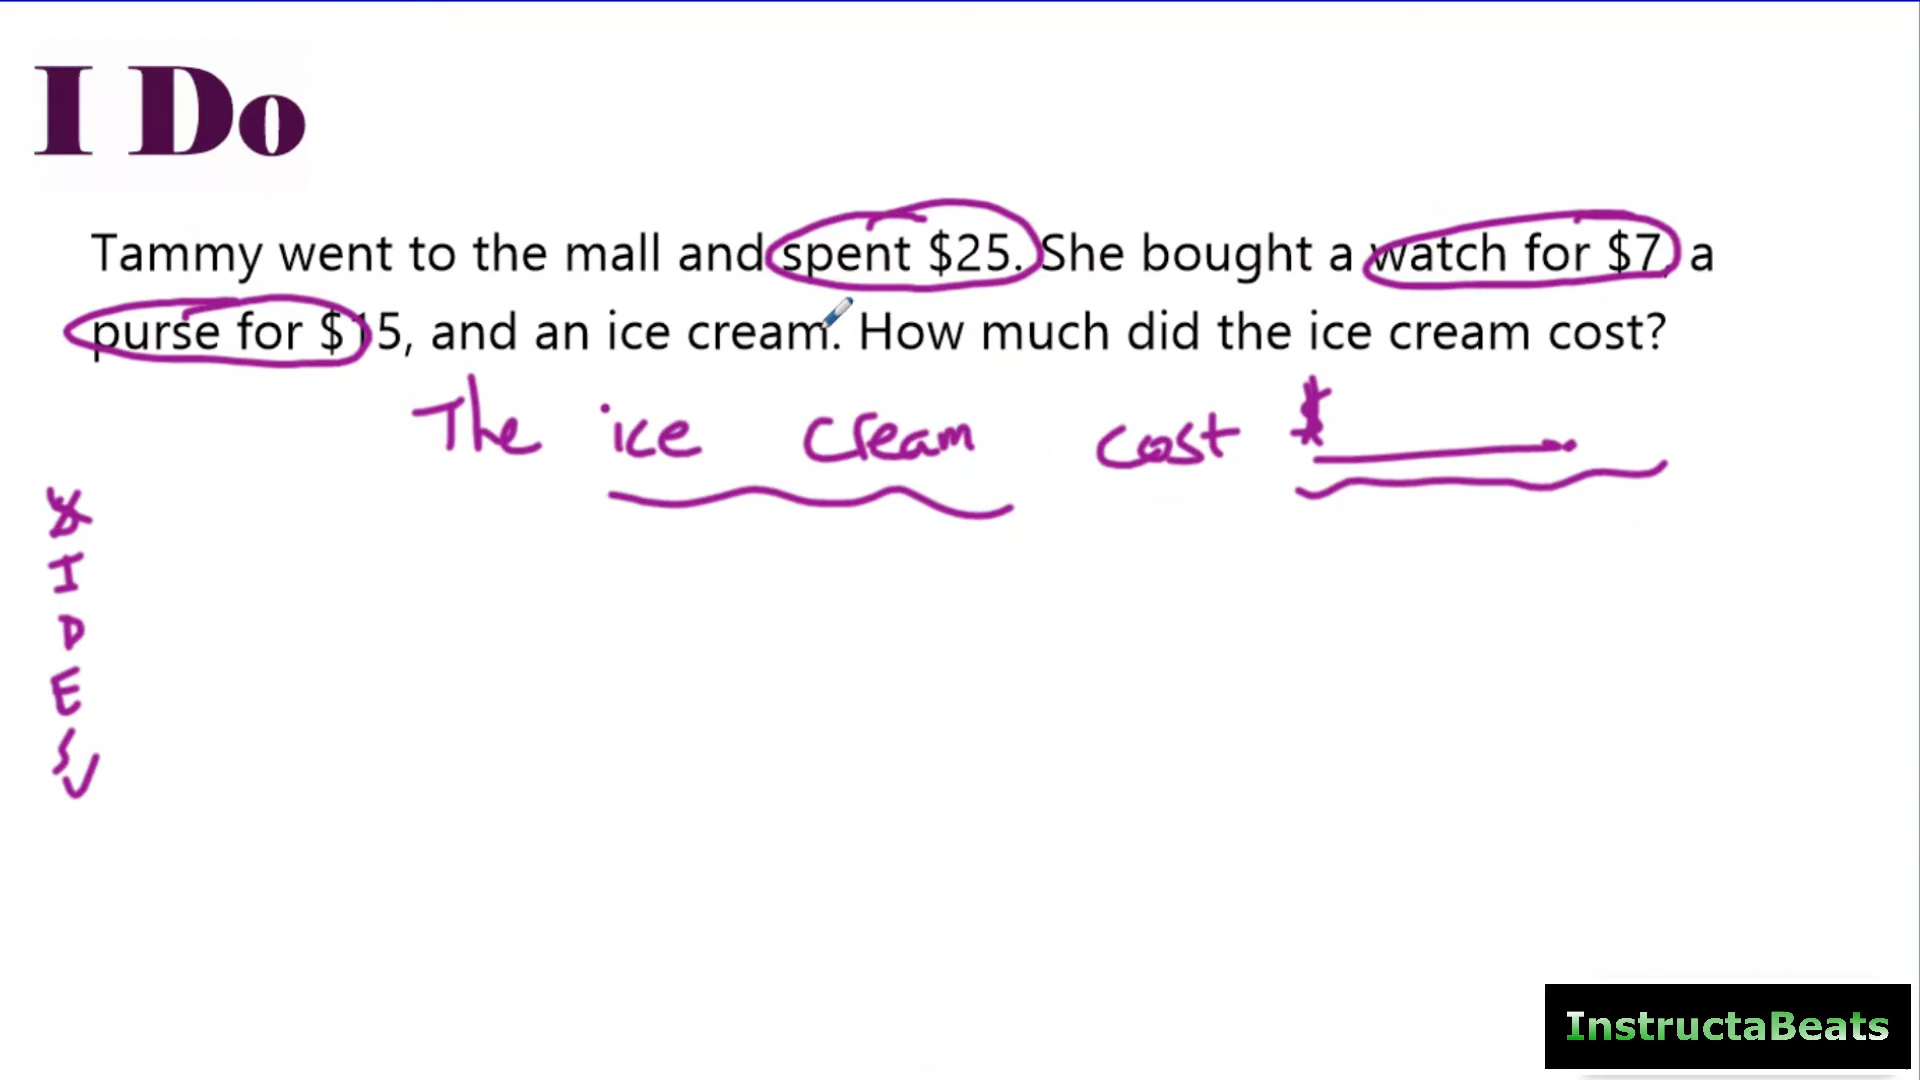 I Do
Tammy went to the mall and spent $25. She bought a watch for $7, a
purse for $15, and an ice cream. How much did the ice cream cost?
The ice cream cost $
I
D
E
InstructaBeats